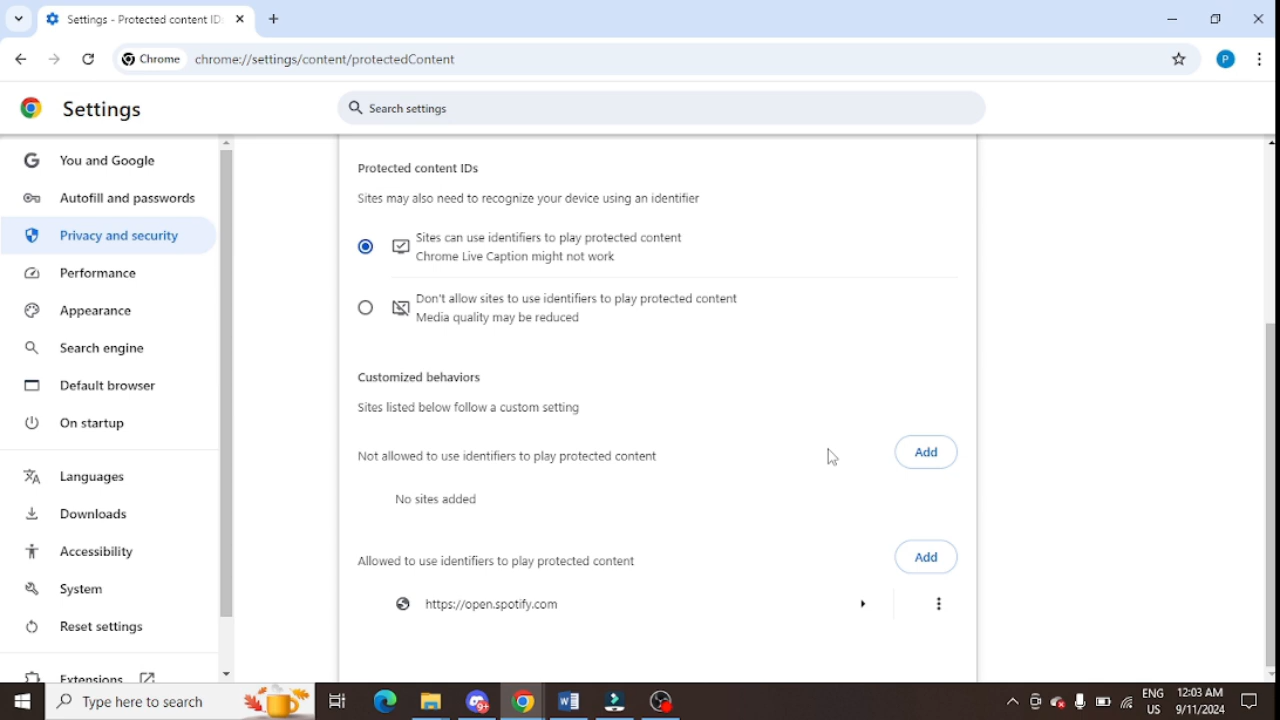 Settings - Protected content ID
Chrome
chrome://settings/content/protectedContent
P
Settings
Search settings
You and Google
Autofill and passwords
Privacy and security
Performance
Appearance
Search engine
Default browser
On startup
Languages
Downloads
Accessibility
System
Reset settings
Extensions
Protected content IDs
Sites may also need to recognize your device using an identifier
Sites can use identifiers to play protected content
Chrome Live Caption might not work
Don't allow sites to use identifiers to play protected content
Media quality may be reduced
Customized behaviors
Sites listed below follow a custom setting
Not allowed to use identifiers to play protected content
Add
No sites added
Allowed to use identifiers to play protected content
Add
https://open.spotify.com
Type here to search
ENG
US
12:03 AM
9/11/2024